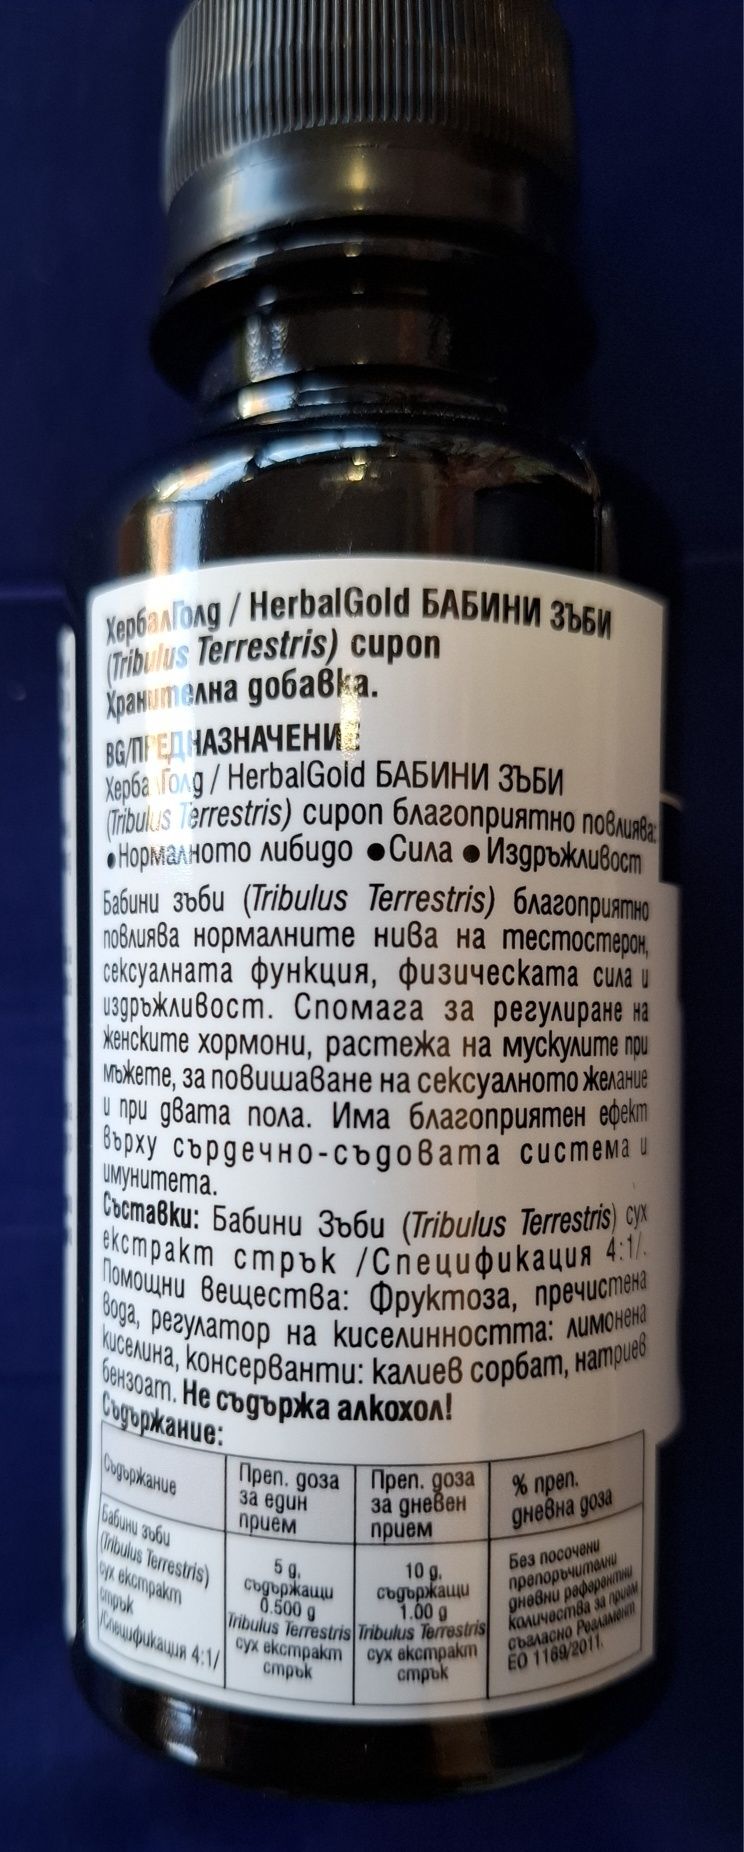 ХербалГолд / HerbalGold БАБИНИ ЗЪБИ
(Tribulus Terrestris) сироп
Хранителна добавка.
BG/ПРЕДНАЗНАЧЕНИЕ
ХербалГолд / HerbalGold БАБИНИ ЗЪБИ
(Tribulus Terrestris) сироп благоприятно повлиява:
●Нормалното либидо ●Сила ●Издръжливост
Бабини зъби (Tribulus Terrestris) благоприятно
повлиява нормалните нива на тестостерон,
сексуалната функция, физическата сила и
издръжливост. Спомага за регулиране на
женските хормони, растежа на мускулите при
мъжете, за повишаване на сексуалното желание
и при двата пола. Има благоприятен ефект
върху сърдечно-съдовата система и
имунитета.
Съставки: Бабини Зъби (Tribulus Terrestris) сух
екстракт стрък /Спецификация 4:1/.
Помощни вещества: Фруктоза, пречистена
вода, регулатор на киселинността: лимонена
киселина, консерванти: калиев сорбат, натриев
бензоат. Не съдържа алкохол!
Съдържание:
Съдържание
Преп. доза
за един
прием
Преп. доза
за дневен
прием
% преп.
дневна доза
Бабини зъби
(Tribulus Terrestris)
сух екстракт
стрък
/Спецификация 4:1/
5 g.
съдържащи
0.500 g
Tribulus Terrestris
сух екстракт
стрък
10 g.
съдържащи
1.00 g
Tribulus Terrestris
сух екстракт
стрък
Без посочени
препоръчителни
дневни референтни
количества за прием
съгласно Регламент
ЕО 1169/2011.